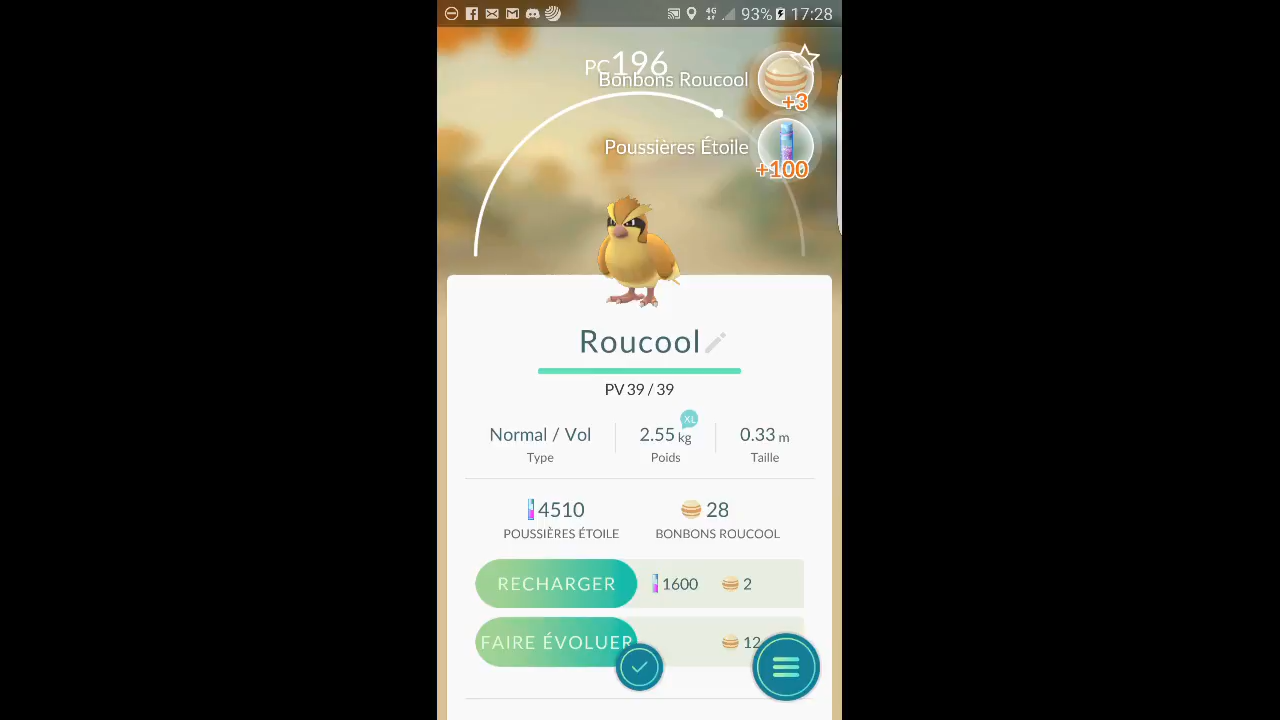 4G 93% 17:28
PC196
Bonbons Roucool
+3
Poussières Étoile
+100
Roucool
PV 39 / 39
XL
Normal / Vol 2.55 kg 0.33 m
Type Poids Taille
4510 28
POUSSIÈRES ÉTOILE BONBONS ROUCOOL
RECHARGER 1600 2
FAIRE ÉVOLUER 12